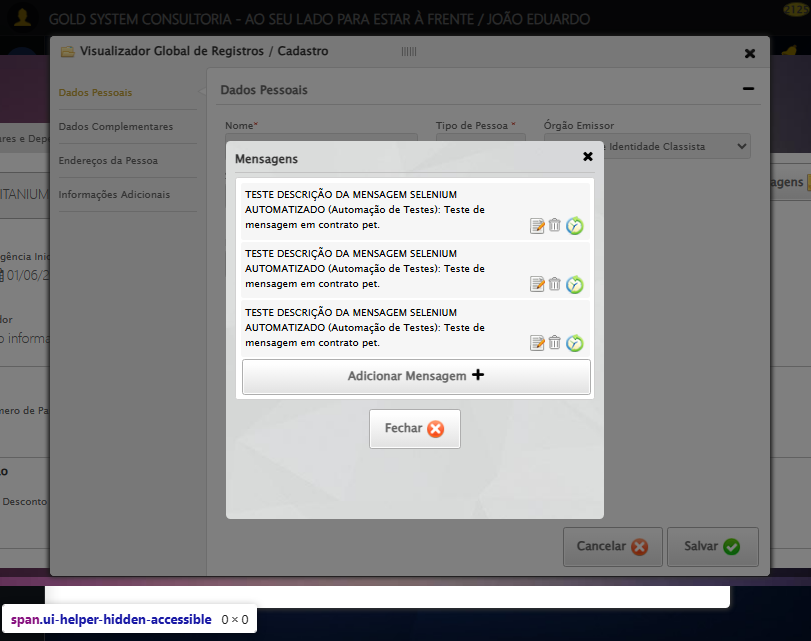 2125
GOLD SYSTEM CONSULTORIA - AO SEU LADO PARA ESTAR À FRENTE / JOÃO EDUARDO
Visualizador Global de Registros / Cadastro
Dados Pessoais
Dados Complementares
Endereços da Pessoa
Informações Adicionais
Dados Pessoais
Nome*
Tipo de Pessoa *
Órgão Emissor
e Identidade Classista
ures e Depe
ITANIUM
agens
gência Inic
01/06/2
dor
o informa
mero de Pa
o
Desconto
Mensagens
TESTE DESCRIÇÃO DA MENSAGEM SELENIUM
AUTOMATIZADO (Automação de Testes): Teste de
mensagem em contrato pet.
TESTE DESCRIÇÃO DA MENSAGEM SELENIUM
AUTOMATIZADO (Automação de Testes): Teste de
mensagem em contrato pet.
TESTE DESCRIÇÃO DA MENSAGEM SELENIUM
AUTOMATIZADO (Automação de Testes): Teste de
mensagem em contrato pet.
Adicionar Mensagem
Fechar
Cancelar
Salvar
span.ui-helper-hidden-accessible 0 × 0